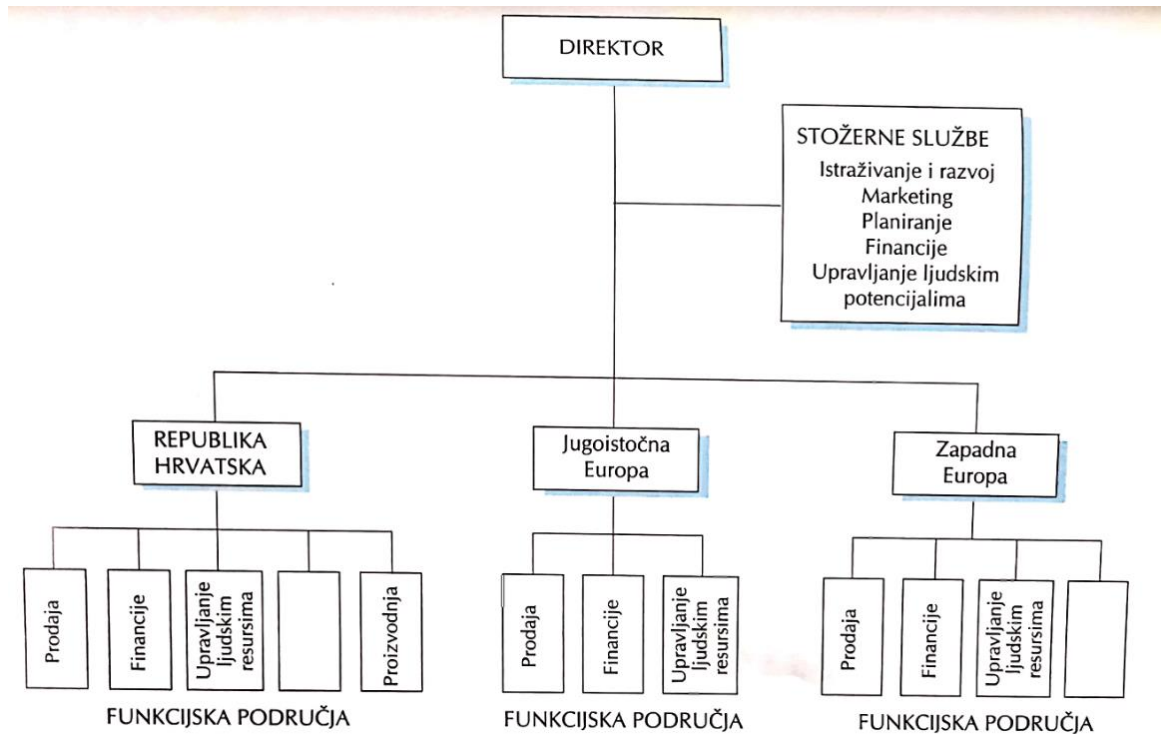 DIREKTOR
STOŽERNE SLUŽBE
Istraživanje i razvoj
Marketing
Planiranje
Financije
Upravljanje ljudskim
potencijalima
REPUBLIKA
HRVATSKA
Jugoistočna
Europa
Zapadna
Europa
Prodaja
Financije
Upravljanje
ljudskim
resursima
Proizvodnja
Prodaja
Financije
Upravljanje
ljudskim
resursima
Prodaja
Financije
Upravljanje
ljudskim
resursima
FUNKCIJSKA PODRUČJA
FUNKCIJSKA PODRUČJA
FUNKCIJSKA PODRUČJA